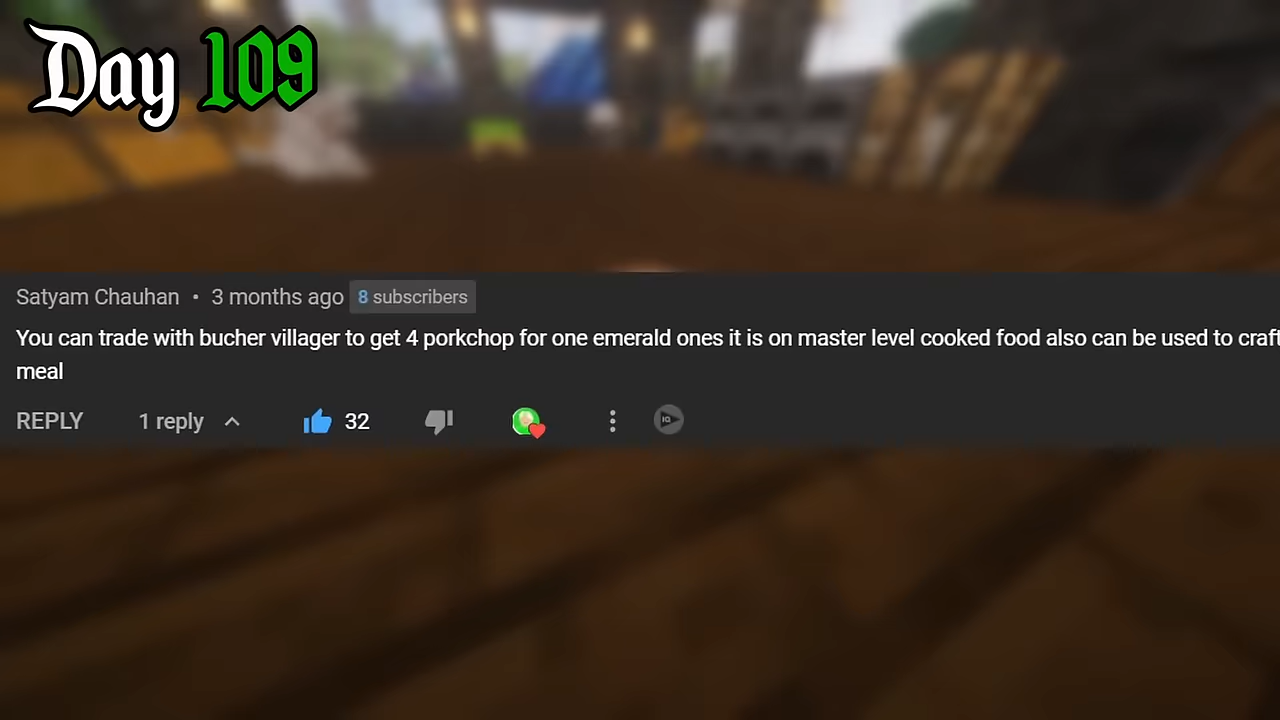 Day 109
Satyam Chauhan • 3 months ago 8 subscribers
You can trade with bucher villager to get 4 porkchop for one emerald ones it is on master level cooked food also can be used to craft
meal
REPLY 1 reply 32
IQ